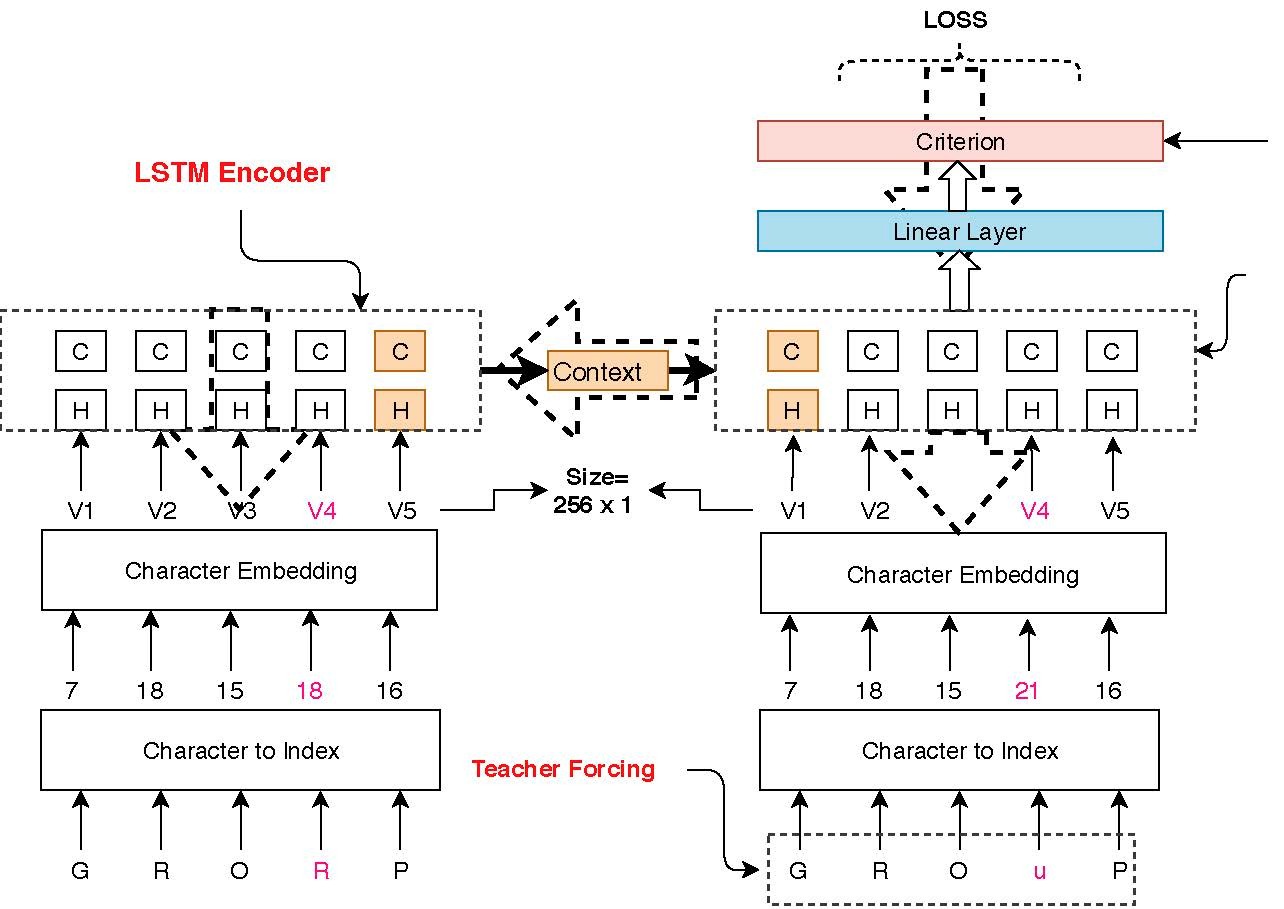 LOSS
Criterion
LSTM Encoder
Linear Layer
C C C C C
H H H H H
Context
C C C C C
H H H H H
V1 V2 V3 V4 V5
Size=
256 x 1
V1 V2 V4 V5
Character Embedding
Character Embedding
7 18 15 18 16
7 18 15 21 16
Character to Index
Character to Index
Teacher Forcing
G R O R P
G R O u P